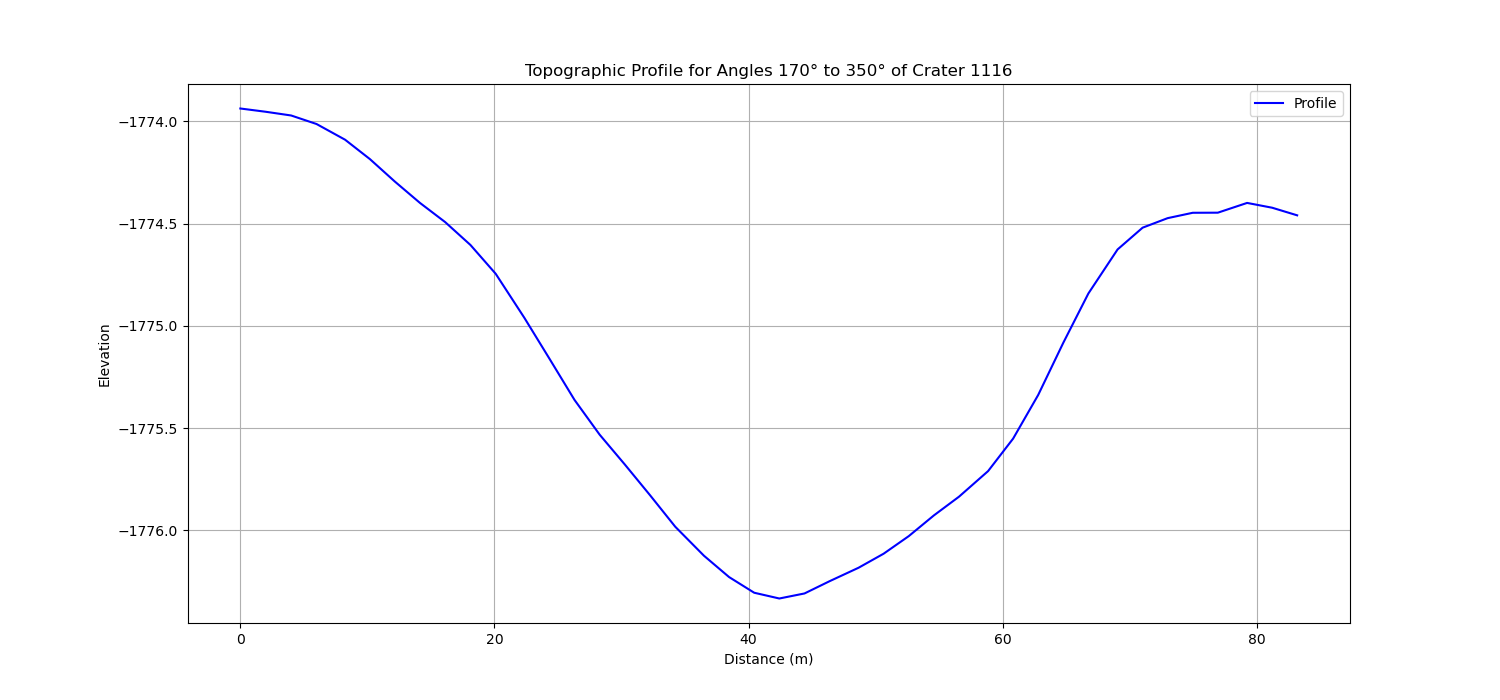 Topographic Profile for Angles 170° to 350° of Crater 1116
Profile
−1774.0
−1774.5
−1775.0
−1775.5
−1776.0
Elevation
0 20 40 60 80
Distance (m)